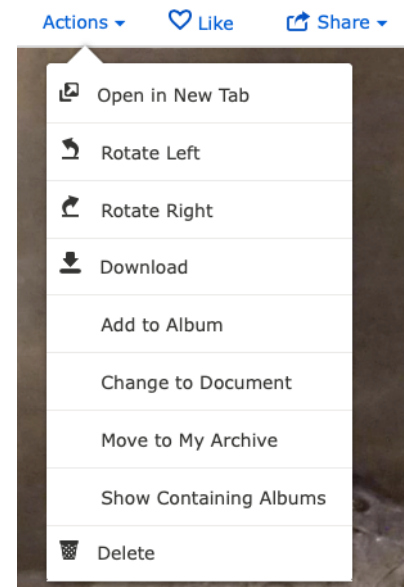 Actions Like Share
Open in New Tab
Rotate Left
Rotate Right
Download
Add to Album
Change to Document
Move to My Archive
Show Containing Albums
Delete